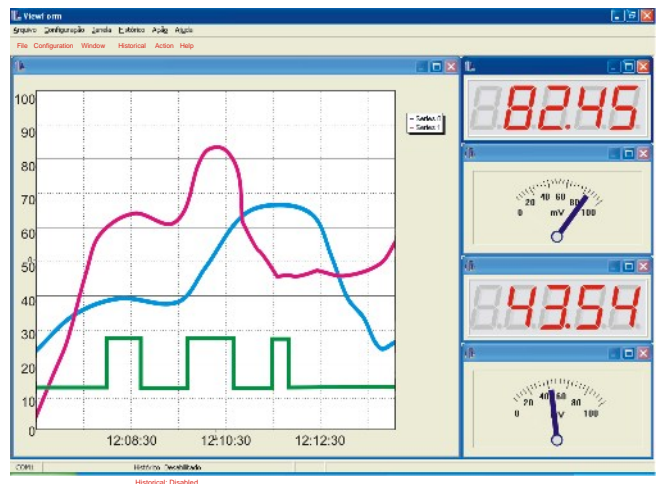 ViewForm
Arquivo Configuração Janela Histórico Ação Ajuda
File Configuration Window Historical Action Help
100
90
80
70
60
50
40
30
20
10
0
12:08:30 12:10:30 12:12:30
Series 0
Series 1
82.45
0 20 40 60 80 100
mV
43.54
0 20 40 60 80 100
COM1 Histórico Desabilitado
Historical: Disabled